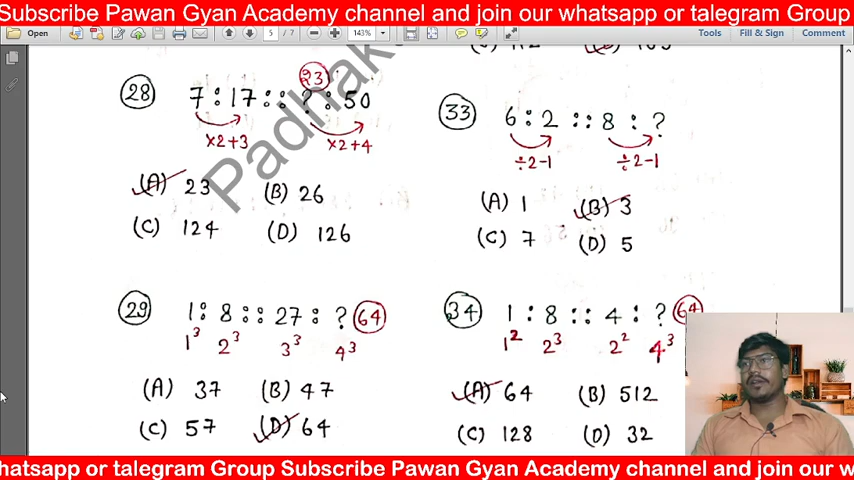 Subscribe Pawan Gyan Academy channel and join our whatsapp or talegram Group
Open
5 / 7
143%
Tools
Fill & Sign
Comment
28
23
7 : 17 :: ? : 50
×2+3
×2+4
(A) 23
(B) 26
(C) 124
(D) 126
29
1 : 8 :: 27 : ? 64
1³ 2³ 3³ 4³
(A) 37
(B) 47
(C) 57
(D) 64
33
6 : 2 :: 8 : ?
÷2-1
÷2-1
(A) 1
(B) 3
(C) 7
(D) 5
34
1 : 8 :: 4 : ? 64
1² 2³ 2² 4³
(A) 64
(B) 512
(C) 128
(D) 32
Padhak
hatsapp or talegram Group Subscribe Pawan Gyan Academy channel and join our w